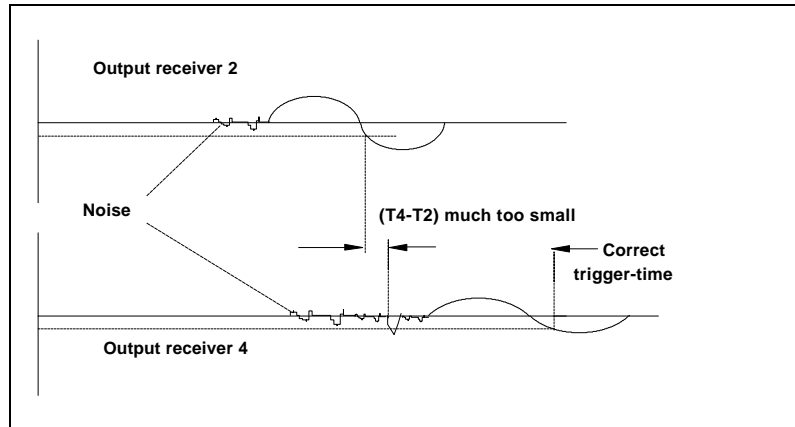 Output receiver 2
Noise
(T4-T2) much too small
Correct
trigger-time
Output receiver 4